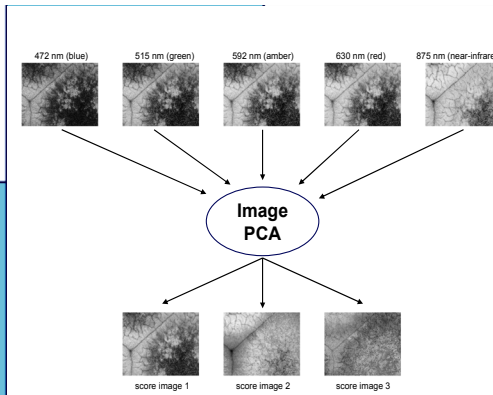 472 nm (blue) 515 nm (green) 592 nm (amber) 630 nm (red) 875 nm (near-infrare
Image
PCA
score image 1 score image 2 score image 3